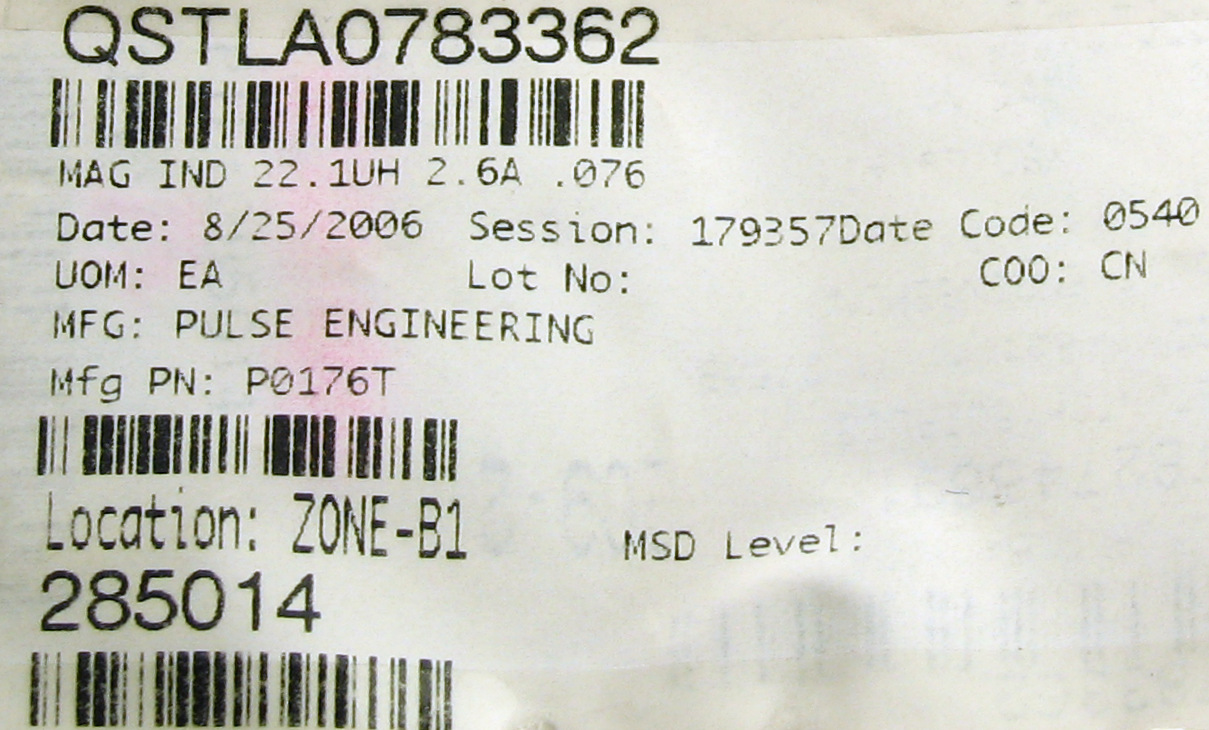 QSTLA0783362
MAG IND 22.1UH 2.6A .076
Date: 8/25/2006 Session: 179357Date Code: 0540
UOM: EA Lot No: COO: CN
MFG: PULSE ENGINEERING
Mfg PN: P0176T
Location: ZONE-B1 MSD Level:
285014